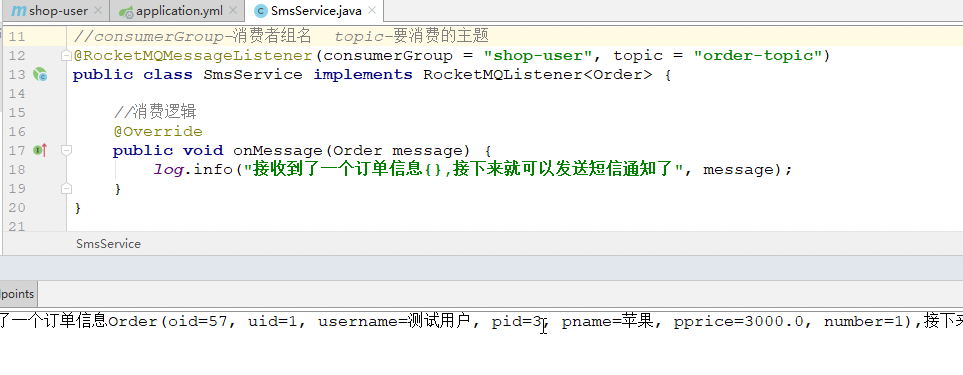 shop-user
application.yml
SmsService.java
11 //consumerGroup-消费者组名 topic-要消费的主题
12 @RocketMQMessageListener(consumerGroup = "shop-user", topic = "order-topic")
13 public class SmsService implements RocketMQListener<Order> {
14
15 //消费逻辑
16 @Override
17 public void onMessage(Order message) {
18 log.info("接收到了一个订单信息{},接下来就可以发送短信通知了", message);
19 }
20 }
21
SmsService
dpoints
了一个订单信息Order(oid=57, uid=1, username=测试用户, pid=3, pname=苹果, pprice=3000.0, number=1),接下来